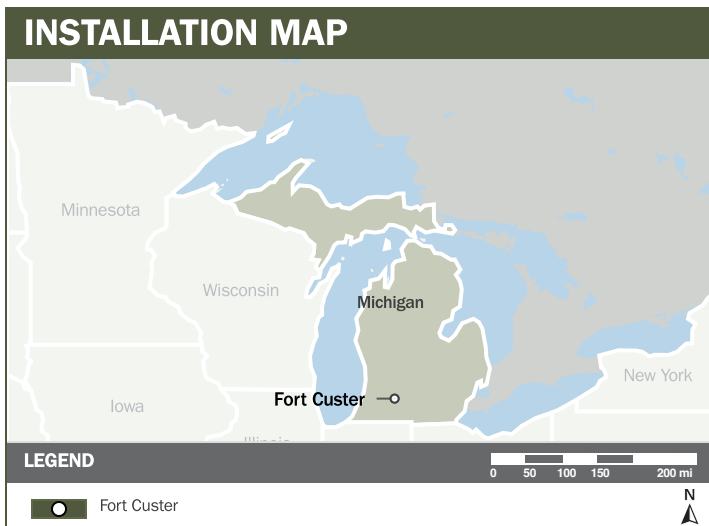 INSTALLATION MAP
Minnesota
Wisconsin
Michigan
New York
Fort Custer
Iowa
Illinois
LEGEND
0 50 100 150 200 mi
Fort Custer
N